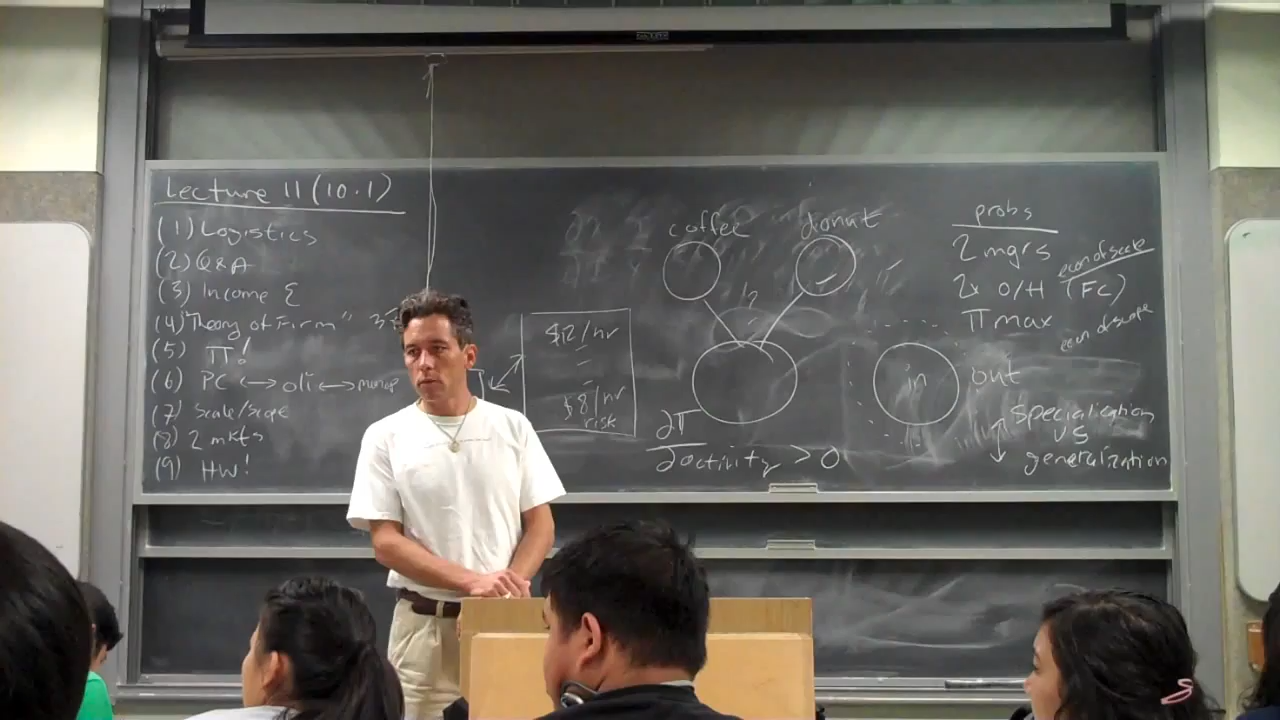 Lecture 11 (10.1)
(1) Logistics
(2) Q&A
(3) Income Σ
(4) "Theory of Firm"
(5) π!
(6) PC ↔ oli ↔ monop
(7) Scale/Scope
(8) 2 mkts
(9) HW!
$12/hr
$8/hr
risk
coffee donut
∂π
∂activity > 0
in out
probs
2 mgrs
econ of scale
2x O/H (FC)
π max
econ of scope
specialization
vs
generalization